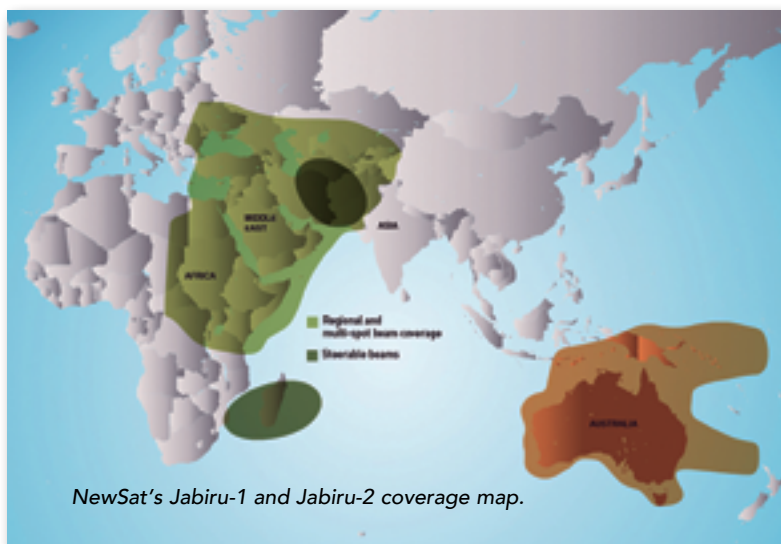 MIDDLE
EAST
ASIA
AFRICA
Regional and
multi-spot beam coverage
Steerable beams
AUSTRALIA
NewSat's Jabiru-1 and Jabiru-2 coverage map.